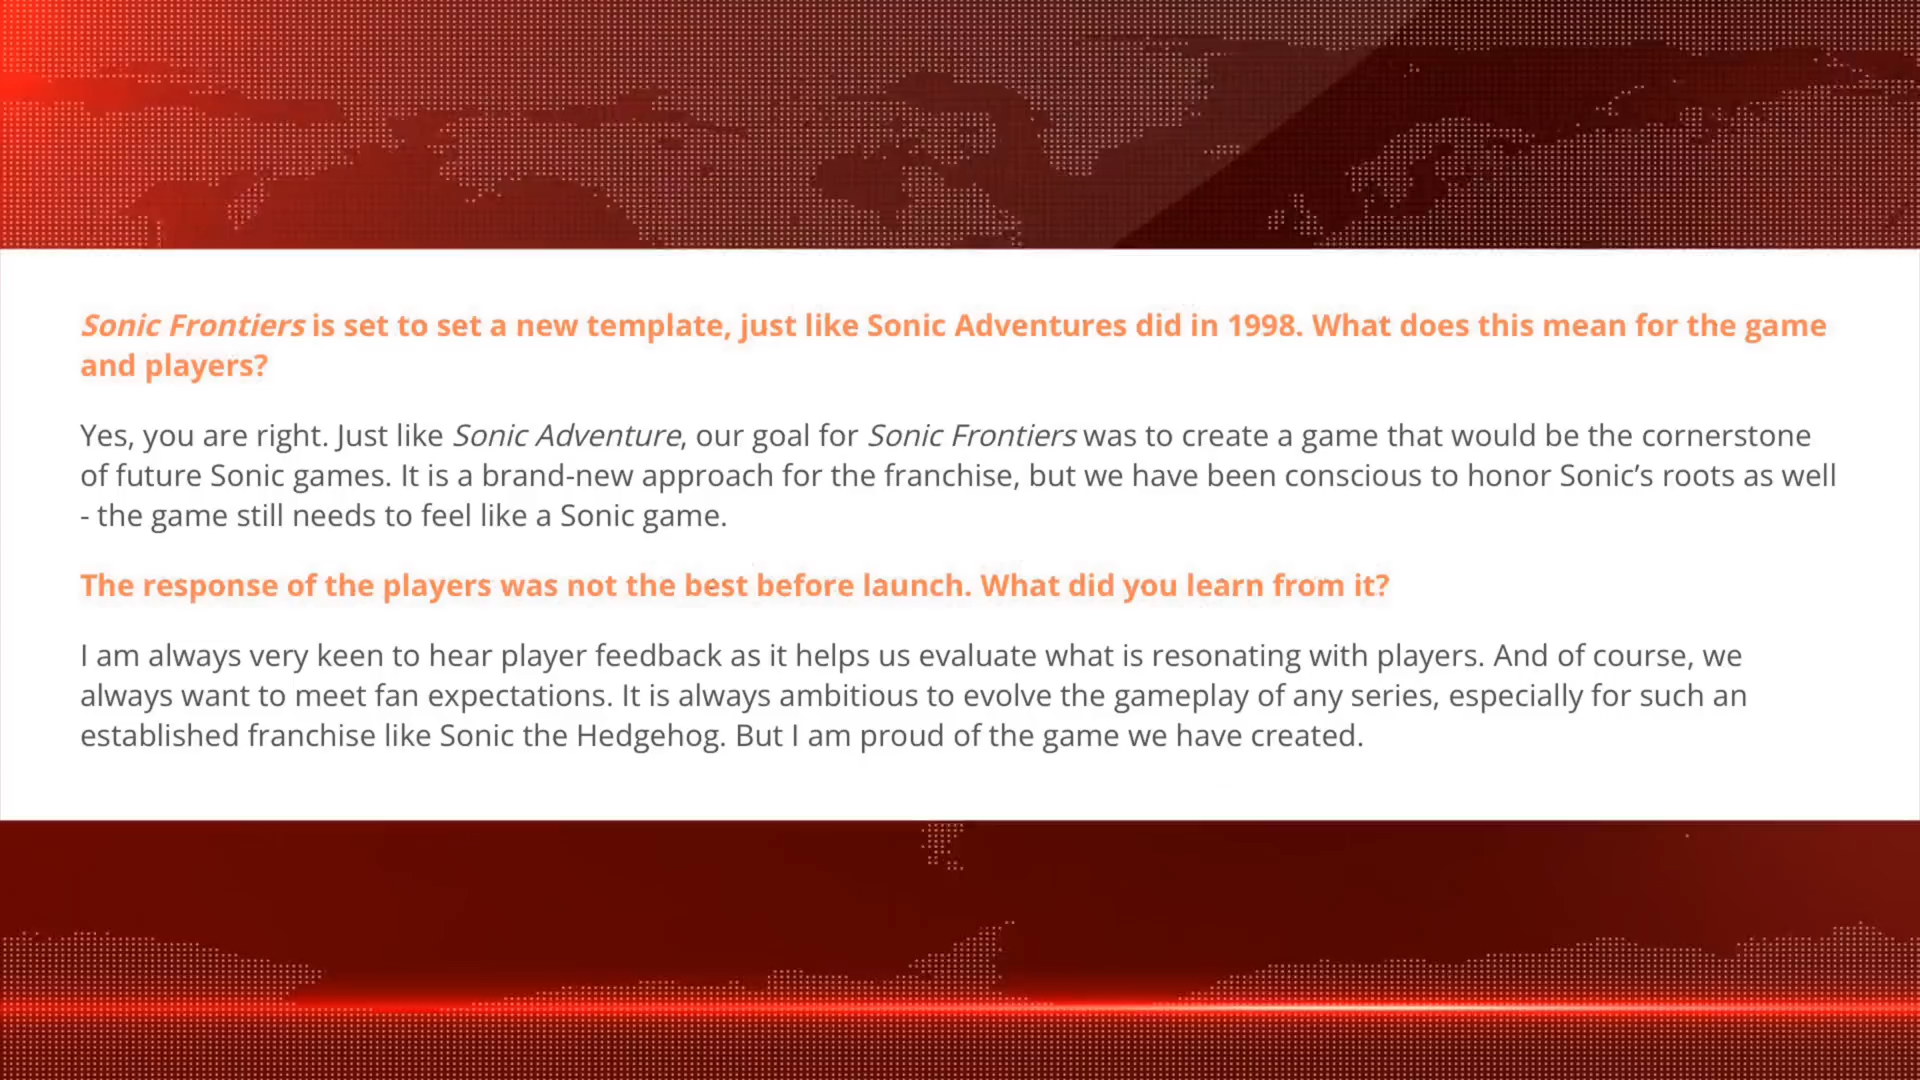 Sonic Frontiers is set to set a new template, just like Sonic Adventures did in 1998. What does this mean for the game
and players?
Yes, you are right. Just like Sonic Adventure, our goal for Sonic Frontiers was to create a game that would be the cornerstone
of future Sonic games. It is a brand-new approach for the franchise, but we have been conscious to honor Sonic’s roots as well
- the game still needs to feel like a Sonic game.
The response of the players was not the best before launch. What did you learn from it?
I am always very keen to hear player feedback as it helps us evaluate what is resonating with players. And of course, we
always want to meet fan expectations. It is always ambitious to evolve the gameplay of any series, especially for such an
established franchise like Sonic the Hedgehog. But I am proud of the game we have created.